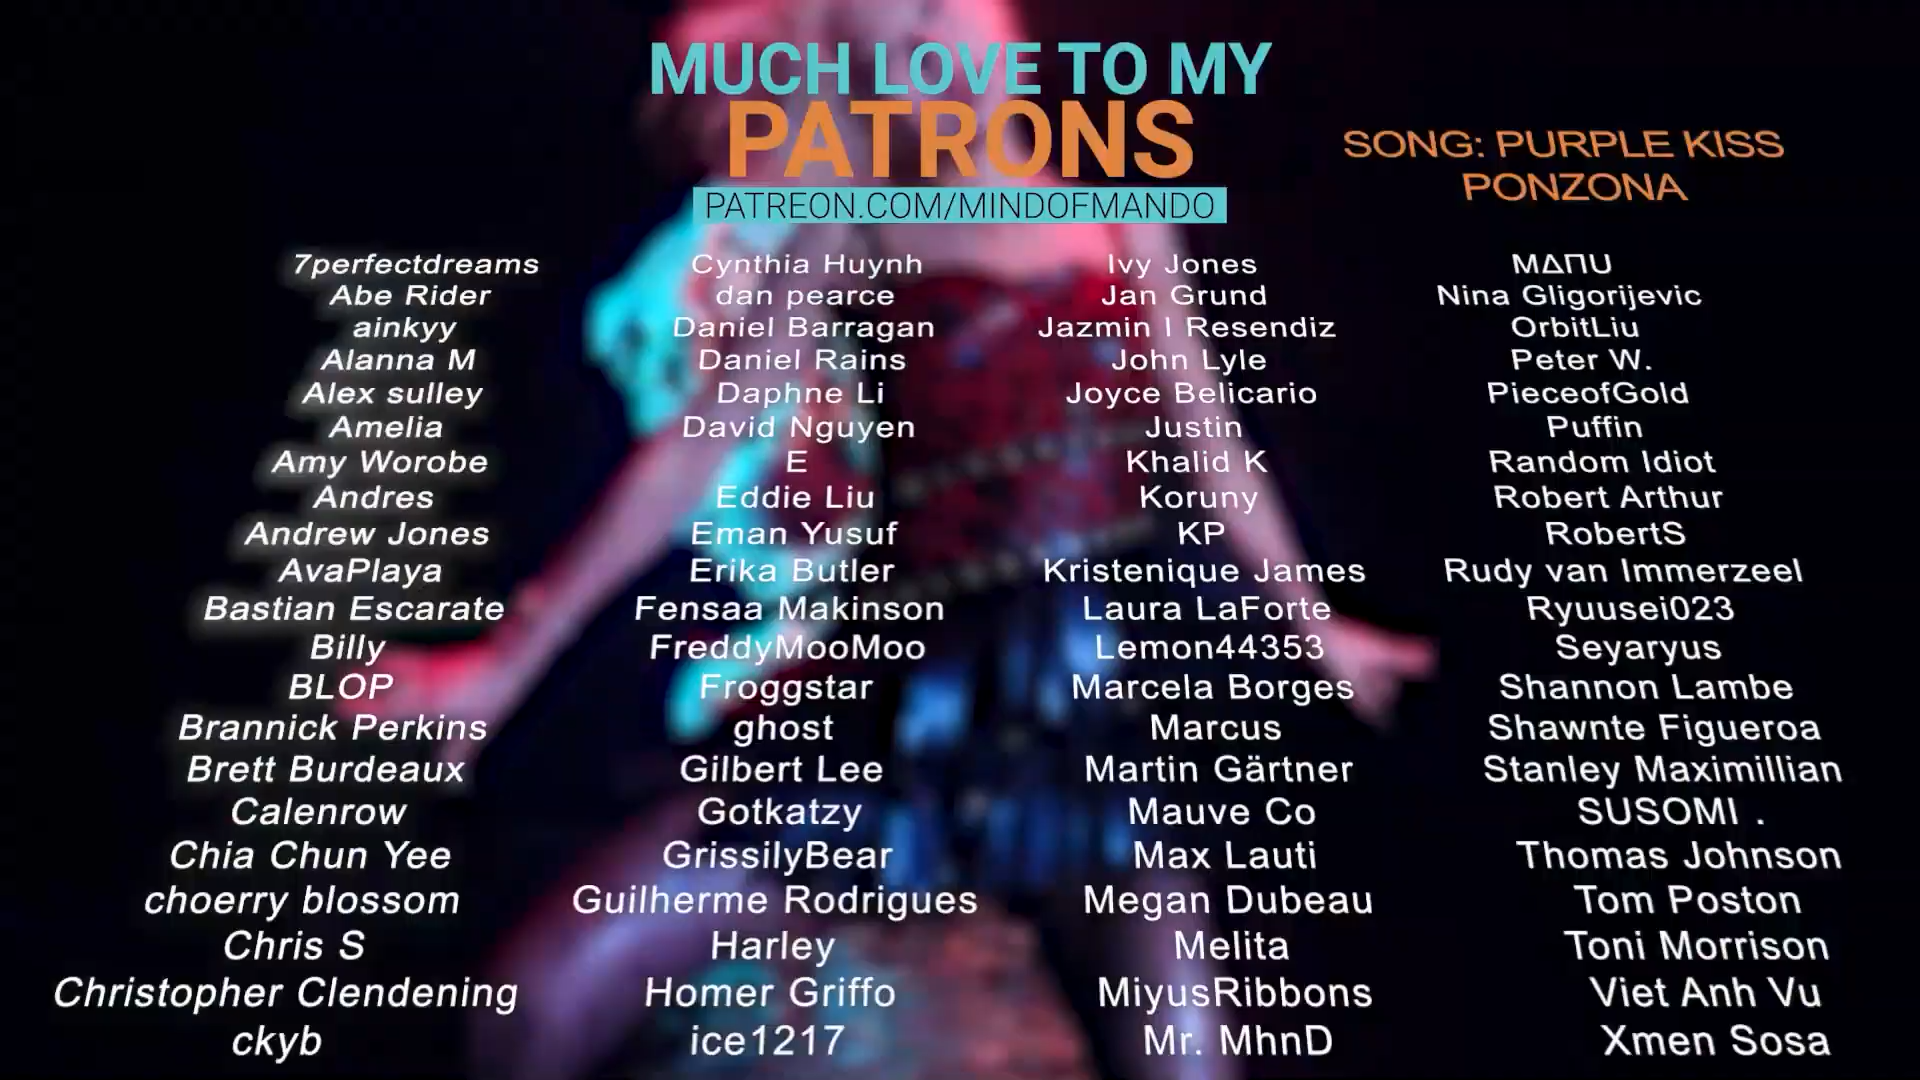 MUCH LOVE TO MY
PATRONS
PATREON.COM/MINDOFMANDO
SONG: PURPLE KISS
PONZONA
7perfectdreams
Abe Rider
ainkyy
Alanna M
Alex sulley
Amelia
Amy Worobe
Andres
Andrew Jones
AvaPlaya
Bastian Escarate
Billy
BLOP
Brannick Perkins
Brett Burdeaux
Calenrow
Chia Chun Yee
choerry blossom
Chris S
Christopher Clendening
ckyb
Cynthia Huynh
dan pearce
Daniel Barragan
Daniel Rains
Daphne Li
David Nguyen
E
Eddie Liu
Eman Yusuf
Erika Butler
Fensaa Makinson
FreddyMooMoo
Froggstar
ghost
Gilbert Lee
Gotkatzy
GrissilyBear
Guilherme Rodrigues
Harley
Homer Griffo
ice1217
Ivy Jones
Jan Grund
Jazmin I Resendiz
John Lyle
Joyce Belicario
Justin
Khalid K
Koruny
KP
Kristenique James
Laura LaForte
Lemon44353
Marcela Borges
Marcus
Martin Gärtner
Mauve Co
Max Lauti
Megan Dubeau
Melita
MiyusRibbons
Mr. MhnD
MΔΠU
Nina Gligorijevic
OrbitLiu
Peter W.
PieceofGold
Puffin
Random Idiot
Robert Arthur
RobertS
Rudy van Immerzeel
Ryuusei023
Seyaryus
Shannon Lambe
Shawnte Figueroa
Stanley Maximillian
SUSOMI .
Thomas Johnson
Tom Poston
Toni Morrison
Viet Anh Vu
Xmen Sosa